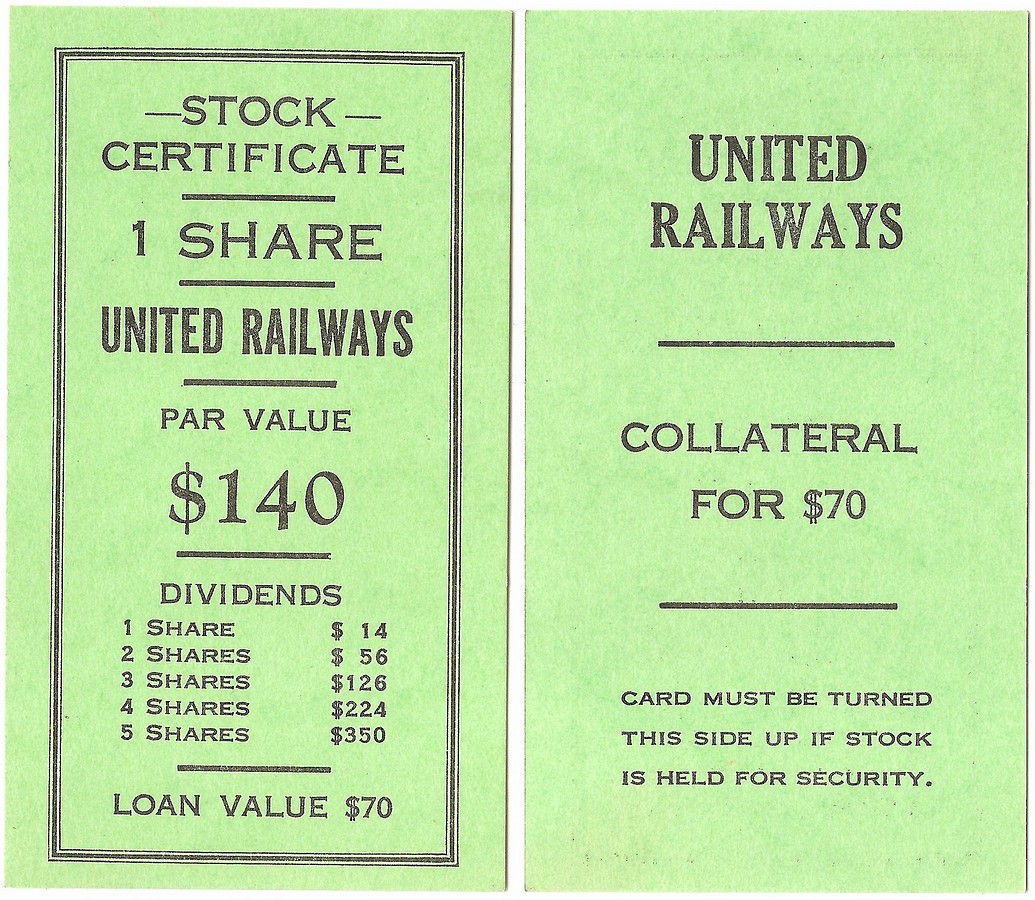 —STOCK—
CERTIFICATE
1 SHARE
UNITED RAILWAYS
PAR VALUE
$140
DIVIDENDS
1 SHARE $ 14
2 SHARES $ 56
3 SHARES $126
4 SHARES $224
5 SHARES $350
LOAN VALUE $70
UNITED
RAILWAYS
COLLATERAL
FOR $70
CARD MUST BE TURNED
THIS SIDE UP IF STOCK
IS HELD FOR SECURITY.